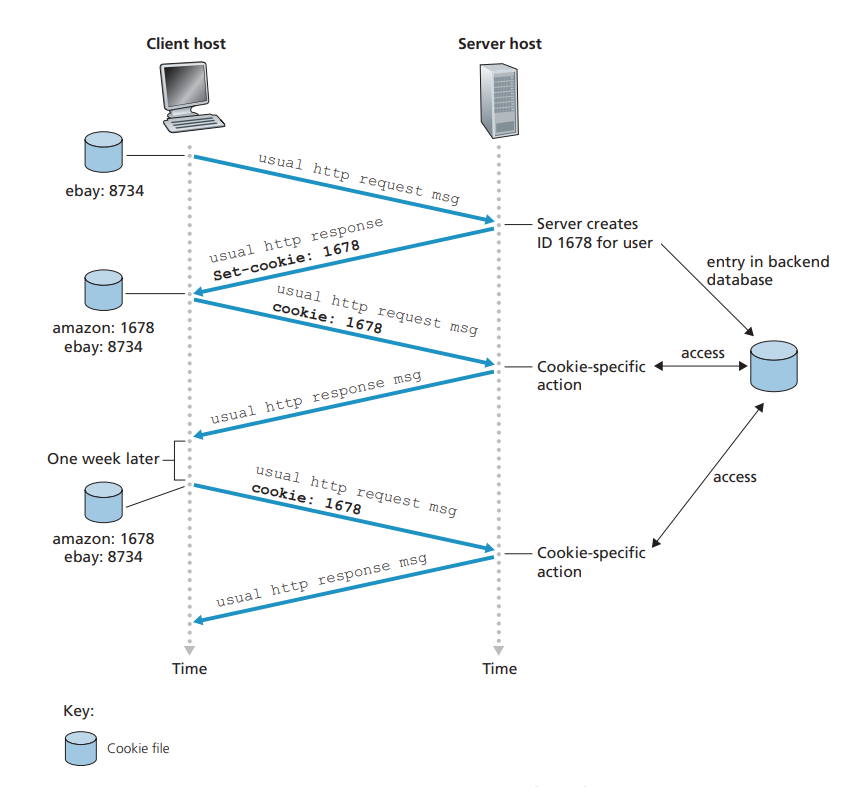 Client host
Server host
usual http request msg
ebay: 8734
Server creates
ID 1678 for user
usual http response
Set-cookie: 1678
entry in backend
database
usual http request msg
cookie: 1678
amazon: 1678
ebay: 8734
access
Cookie-specific
action
usual http response msg
One week later
usual http request msg
cookie: 1678
access
amazon: 1678
ebay: 8734
Cookie-specific
action
usual http response msg
Time
Time
Key:
Cookie file